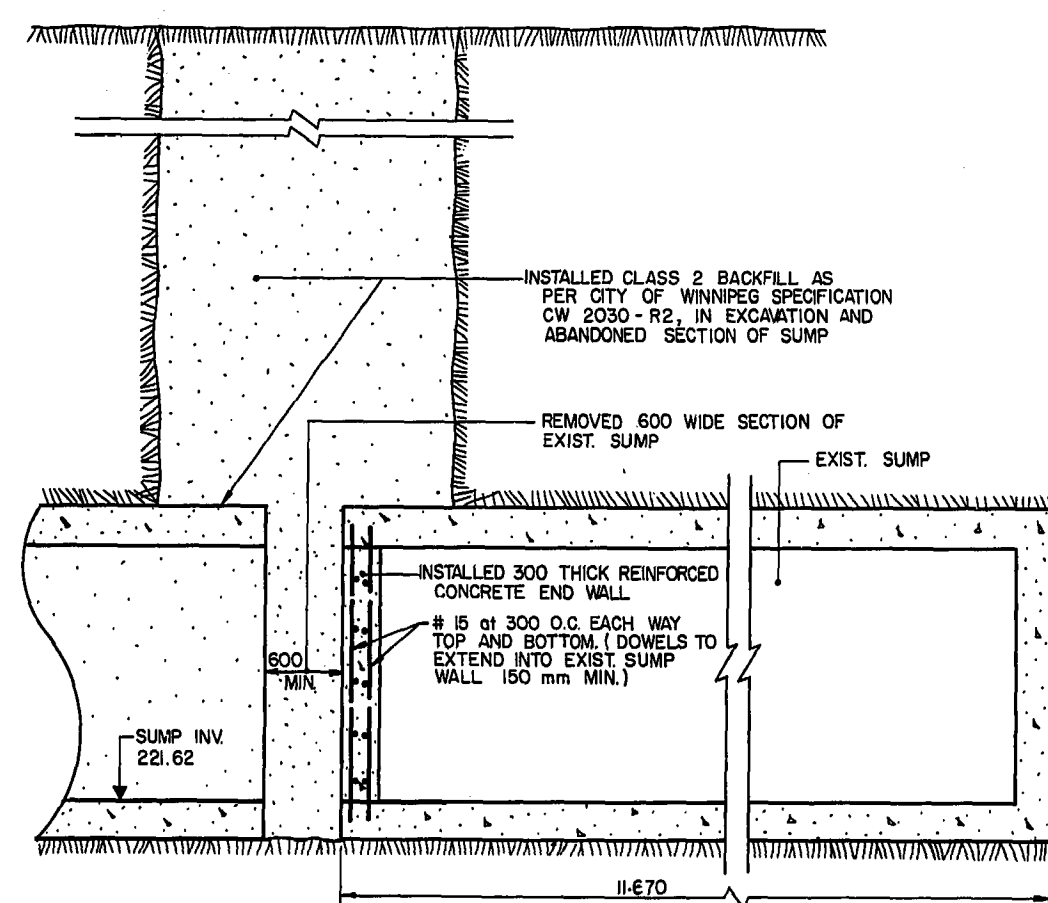 INSTALLED CLASS 2 BACKFILL AS
PER CITY OF WINNIPEG SPECIFICATION
CW 2030 - R2, IN EXCAVATION AND
ABANDONED SECTION OF SUMP
REMOVED .600 WIDE SECTION OF
EXIST. SUMP
EXIST. SUMP
INSTALLED 300 THICK REINFORCED
CONCRETE END WALL
# 15 at 300 O.C. EACH WAY
TOP AND BOTTOM. ( DOWELS TO
EXTEND INTO EXIST. SUMP
WALL 150 mm MIN. )
600
MIN.
SUMP INV.
221.62
11.670